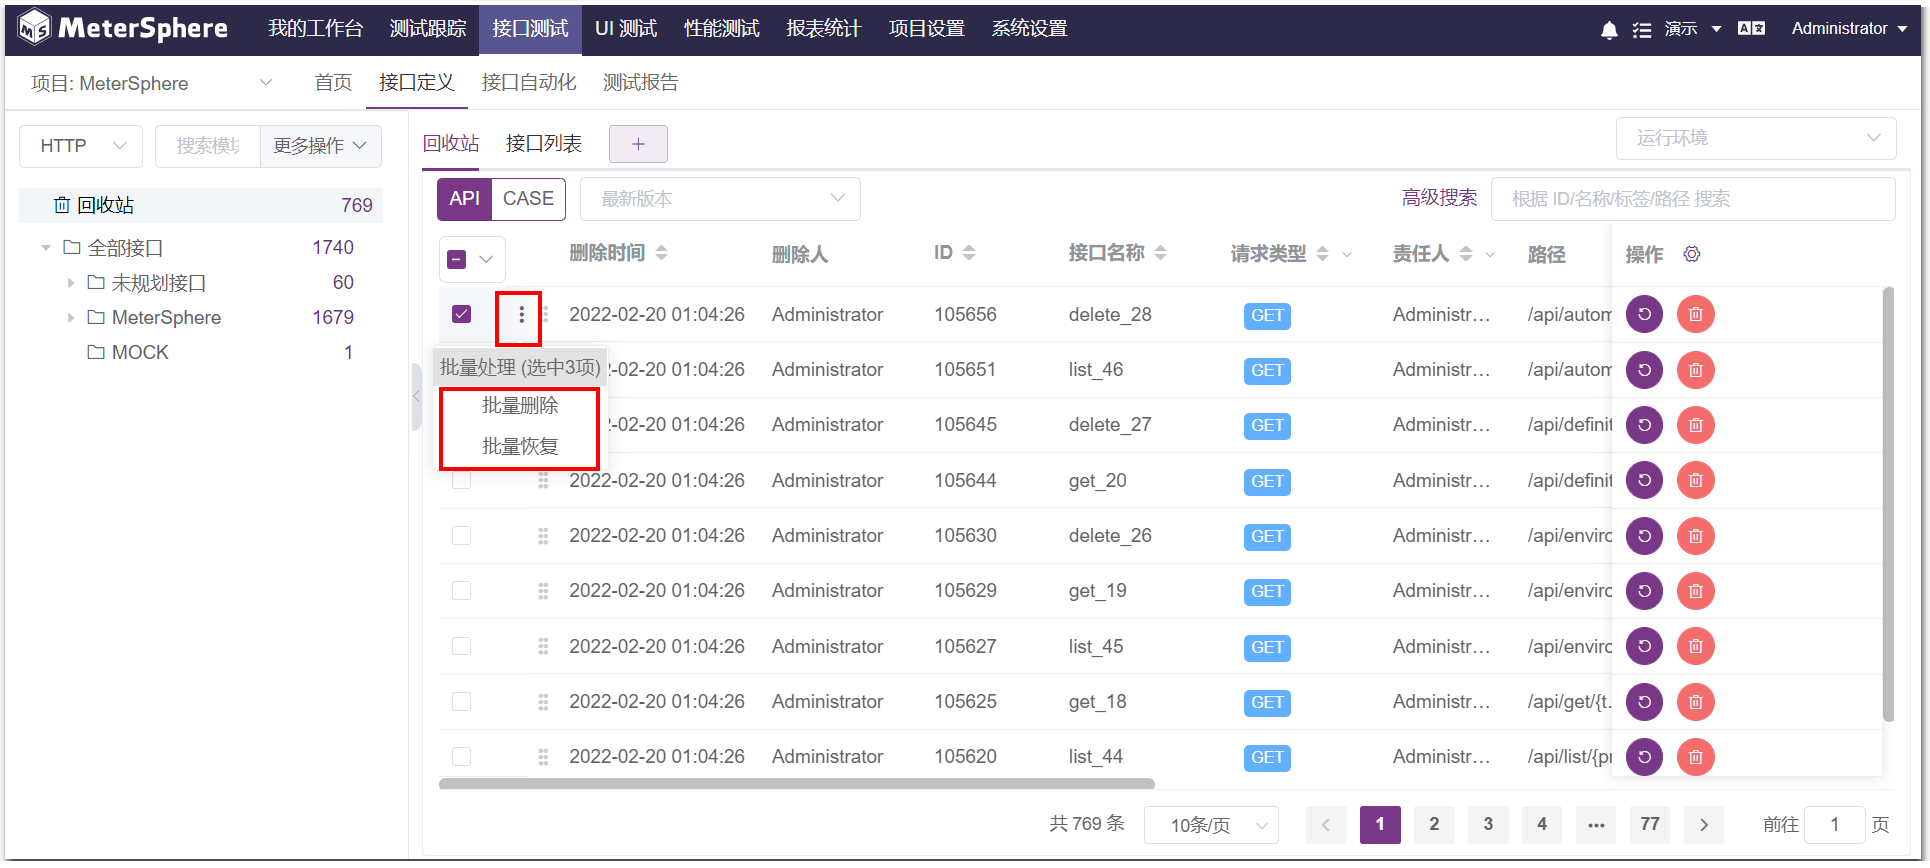 MeterSphere 我的工作台 测试跟踪 接口测试 UI 测试 性能测试 报表统计 项目设置 系统设置 演示 Administrator
项目: MeterSphere 首页 接口定义 接口自动化 测试报告
HTTP 搜索模块 更多操作
回收站 769
全部接口 1740
未规划接口 60
MeterSphere 1679
MOCK 1
回收站 接口列表 + 运行环境
API CASE 最新版本 高级搜索 根据 ID/名称/标签/路径 搜索
删除时间 删除人 ID 接口名称 请求类型 责任人 路径 操作
2022-02-20 01:04:26 Administrator 105656 delete_28 GET Administr... /api/autom
批量处理 (选中3项)
批量删除
批量恢复
2-02-20 01:04:26 Administrator 105651 list_46 GET Administr... /api/autom
2-02-20 01:04:26 Administrator 105645 delete_27 GET Administr... /api/definit
2022-02-20 01:04:26 Administrator 105644 get_20 GET Administr... /api/definit
2022-02-20 01:04:26 Administrator 105630 delete_26 GET Administr... /api/enviro
2022-02-20 01:04:26 Administrator 105629 get_19 GET Administr... /api/enviro
2022-02-20 01:04:26 Administrator 105627 list_45 GET Administr... /api/enviro
2022-02-20 01:04:26 Administrator 105625 get_18 GET Administr... /api/get/{t...
2022-02-20 01:04:26 Administrator 105620 list_44 GET Administr... /api/list/{pr
共 769 条 10条/页 1 2 3 4 ... 77 前往 1 页